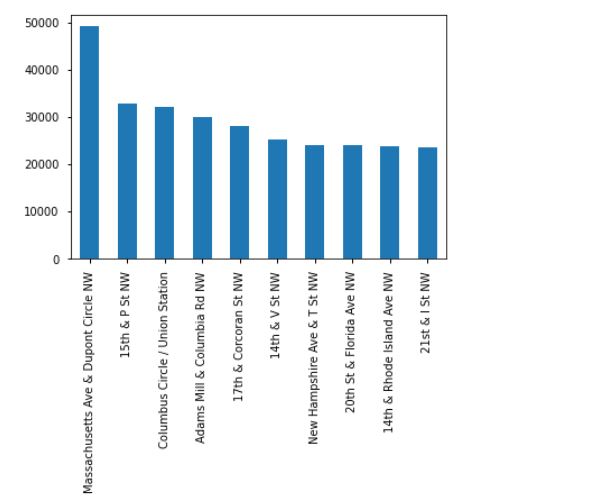 50000
40000
30000
20000
10000
0
Massachusetts Ave & Dupont Circle NW
15th & P St NW
Columbus Circle / Union Station
Adams Mill & Columbia Rd NW
17th & Corcoran St NW
14th & V St NW
New Hampshire Ave & T St NW
20th St & Florida Ave NW
14th & Rhode Island Ave NW
21st & I St NW